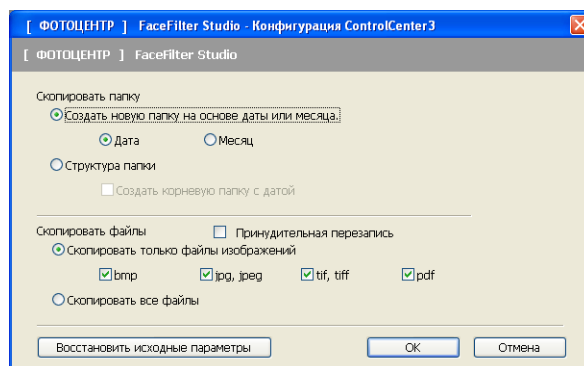 [ ФОТОЦЕНТР ] FaceFilter Studio - Конфигурация ControlCenter3
[ ФОТОЦЕНТР ] FaceFilter Studio
Скопировать папку
Создать новую папку на основе даты или месяца.
Дата Месяц
Структура папки
Создать корневую папку с датой
Скопировать файлы Принудительная перезапись
Скопировать только файлы изображений
bmp jpg, jpeg tif, tiff pdf
Скопировать все файлы
Восстановить исходные параметры OK Отмена